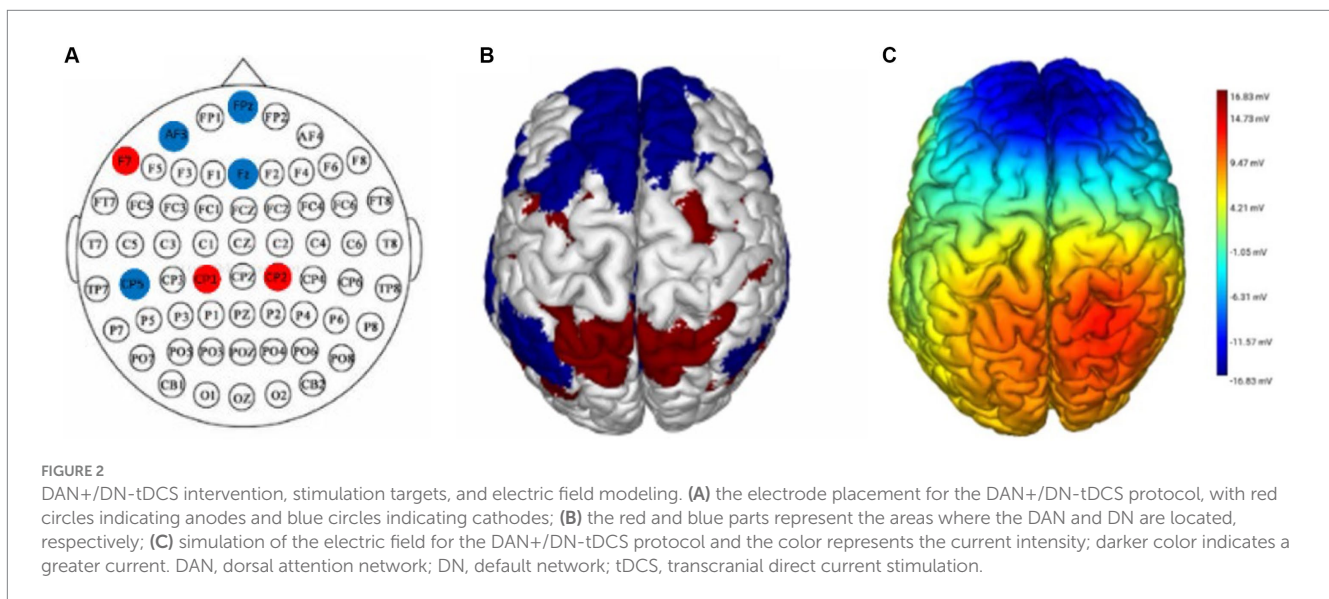 A
B
C
FPz
FP1
FP2
AF3
AF4
F7
F5
F3
F1
Fz
F2
F4
F6
F8
FT7
FC5
FC3
FC1
FCZ
FC2
FC4
FC6
FT8
T7
C5
C3
C1
CZ
C2
C4
C6
T8
TP7
CP5
CP3
CP1
CPZ
CP2
CP4
CP6
TP8
P7
P5
P3
P1
PZ
P2
P4
P6
P8
PO7
PO5
PO3
POZ
PO4
PO6
PO8
CB1
O1
OZ
O2
CB2
16.83 mV
14.73 mV
9.47 mV
4.21 mV
-1.05 mV
-6.31 mV
-11.57 mV
-16.83 mV
FIGURE 2
DAN+/DN-tDCS intervention, stimulation targets, and electric field modeling. (A) the electrode placement for the DAN+/DN-tDCS protocol, with red
circles indicating anodes and blue circles indicating cathodes; (B) the red and blue parts represent the areas where the DAN and DN are located,
respectively; (C) simulation of the electric field for the DAN+/DN-tDCS protocol and the color represents the current intensity; darker color indicates a
greater current. DAN, dorsal attention network; DN, default network; tDCS, transcranial direct current stimulation.